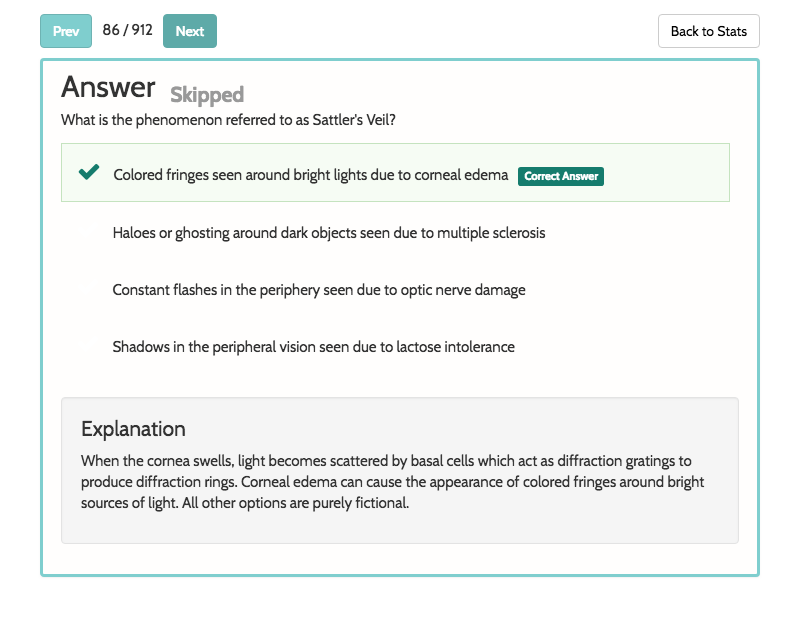 Prev 86 / 912 Next Back to Stats
Answer Skipped
What is the phenomenon referred to as Sattler's Veil?
Colored fringes seen around bright lights due to corneal edema Correct Answer
Haloes or ghosting around dark objects seen due to multiple sclerosis
Constant flashes in the periphery seen due to optic nerve damage
Shadows in the peripheral vision seen due to lactose intolerance
Explanation
When the cornea swells, light becomes scattered by basal cells which act as diffraction gratings to
produce diffraction rings. Corneal edema can cause the appearance of colored fringes around bright
sources of light. All other options are purely fictional.